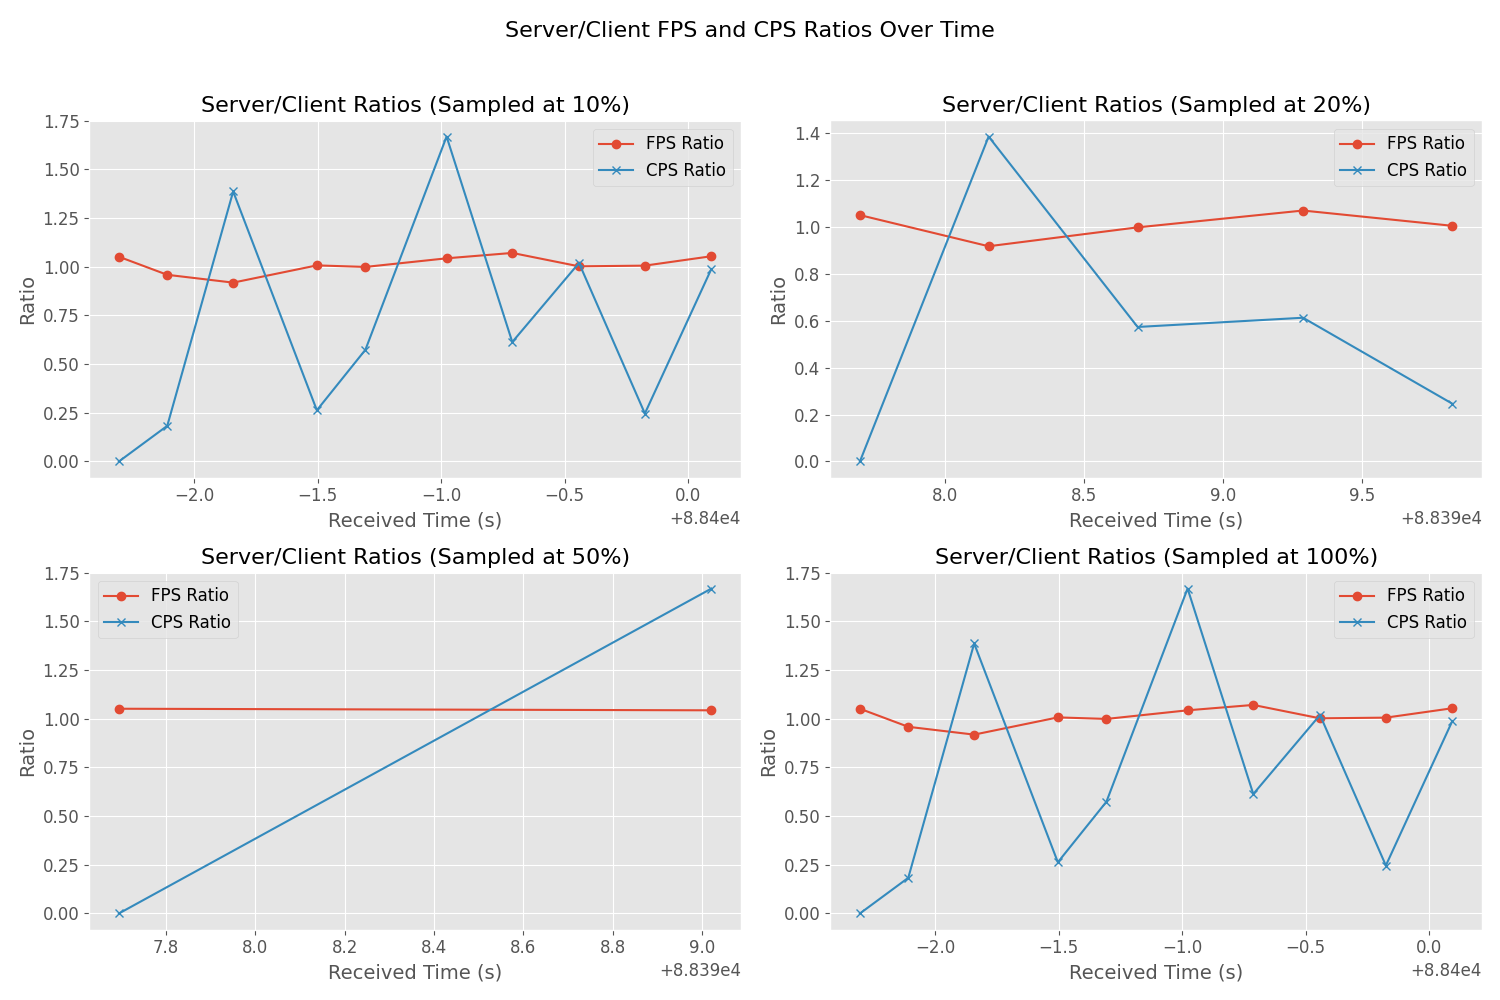 Server/Client FPS and CPS Ratios Over Time
Server/Client Ratios (Sampled at 10%)
Ratio
1.75
1.50
1.25
1.00
0.75
0.50
0.25
0.00
FPS Ratio
CPS Ratio
−2.0 −1.5 −1.0 −0.5 0.0
Received Time (s)
+8.84e4
Server/Client Ratios (Sampled at 20%)
Ratio
1.4
1.2
1.0
0.8
0.6
0.4
0.2
0.0
FPS Ratio
CPS Ratio
8.0 8.5 9.0 9.5
Received Time (s)
+8.839e4
Server/Client Ratios (Sampled at 50%)
Ratio
1.75
1.50
1.25
1.00
0.75
0.50
0.25
0.00
FPS Ratio
CPS Ratio
7.8 8.0 8.2 8.4 8.6 8.8 9.0
Received Time (s)
+8.839e4
Server/Client Ratios (Sampled at 100%)
Ratio
1.75
1.50
1.25
1.00
0.75
0.50
0.25
0.00
FPS Ratio
CPS Ratio
−2.0 −1.5 −1.0 −0.5 0.0
Received Time (s)
+8.84e4